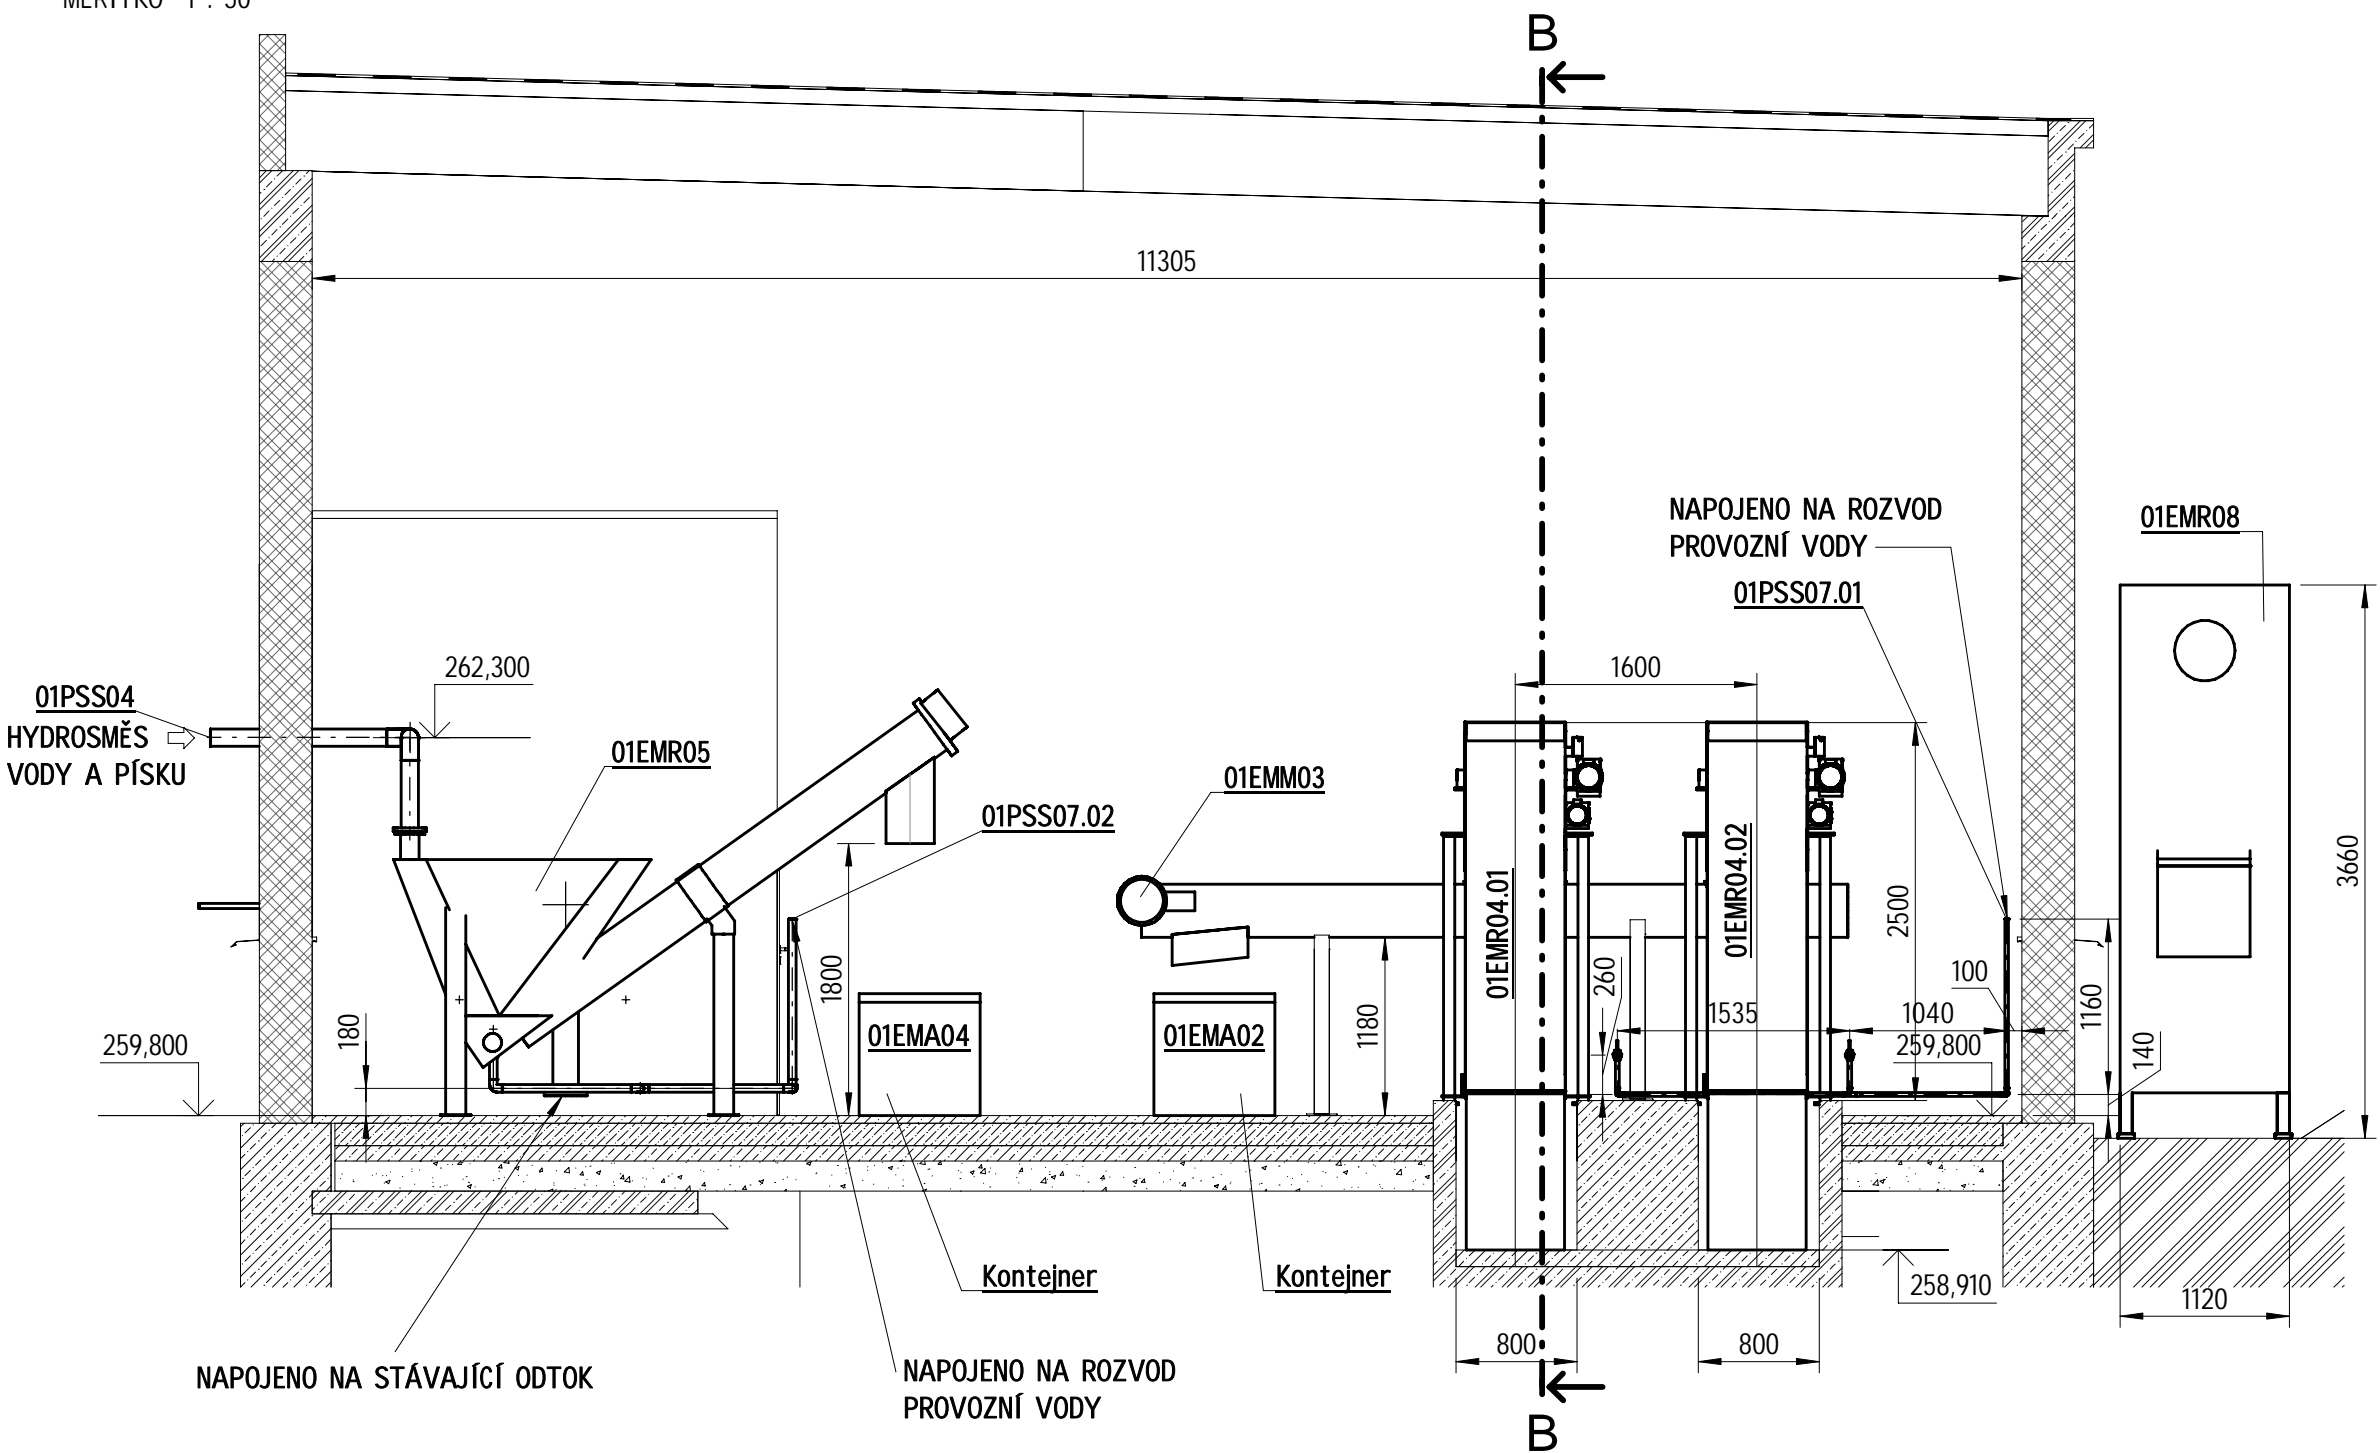 MĚŘÍTKO 1 : 50
B
11305
NAPOJENO NA ROZVOD
PROVOZNÍ VODY
01PSS07.01
01EMR08
262,300
01PSS04
HYDROSMĚS
VODY A PÍSKU
01EMR05
01PSS07.02
01EMM03
1600
01EMR04.01
01EMR04.02
2500
3660
1800
180
259,800
01EMA04
01EMA02
1180
260
1535
1040
100
259,800
1160
140
Kontejner
Kontejner
258,910
1120
800
800
NAPOJENO NA STÁVAJÍCÍ ODTOK
NAPOJENO NA ROZVOD
PROVOZNÍ VODY
B